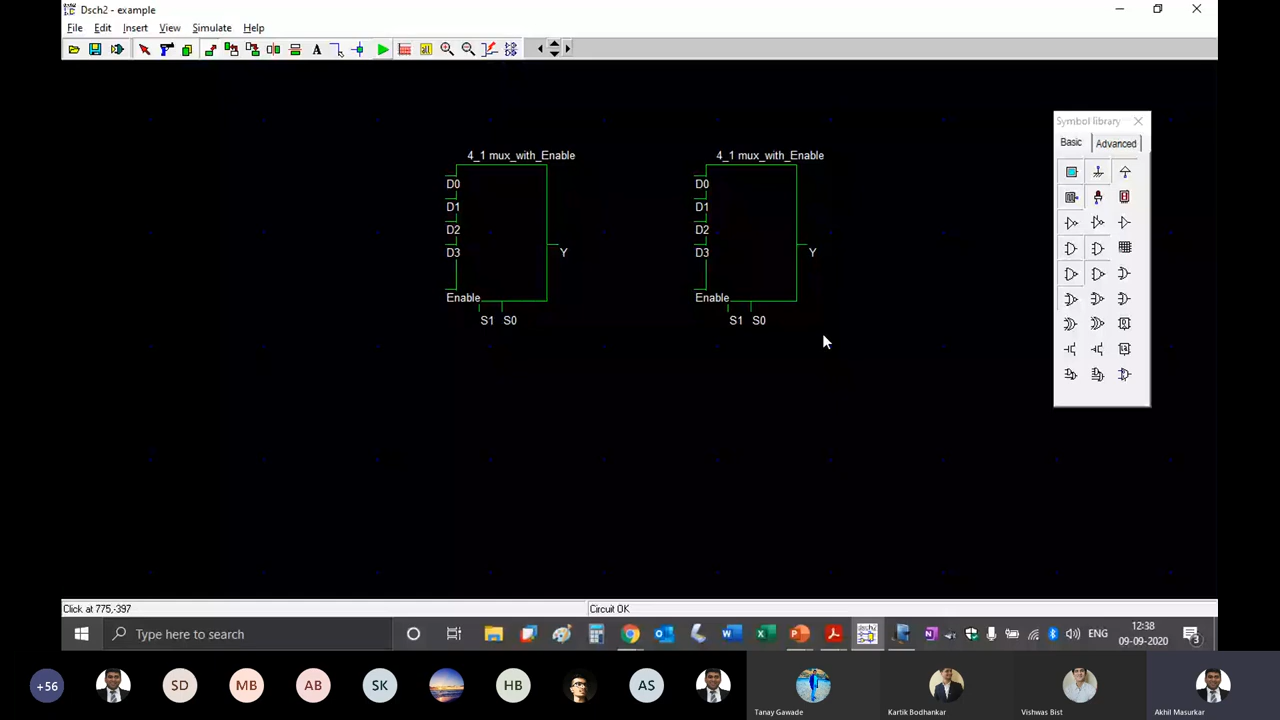 Dsch2 - example
File Edit Insert View Simulate Help
Symbol library
Basic Advanced
4_1 mux_with_Enable 4_1 mux_with_Enable
D0 D0
D1 D1
D2 D2
D3 Y D3 Y
Enable Enable
S1 S0 S1 S0
Click at 775,-397 Circuit OK
Type here to search
ENG
12:38
09-09-2020
3
+56 SD MB AB SK HB AS
Tanay Gawade Kartik Bodhankar Vishwas Bist Akhil Masurkar